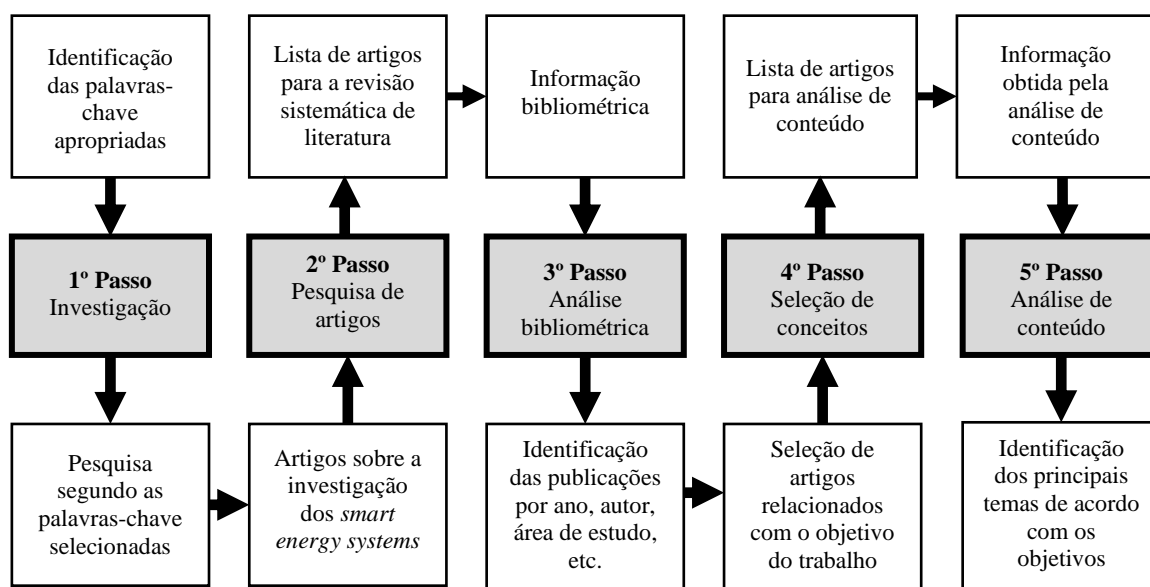 Identificação
das palavras-
chave
apropriadas
Lista de artigos
para a revisão
sistemática de
literatura
Informação
bibliométrica
Lista de artigos
para análise de
conteúdo
Informação
obtida pela
análise de
conteúdo
1º Passo
Investigação
2º Passo
Pesquisa de
artigos
3º Passo
Análise
bibliométrica
4º Passo
Seleção de
conceitos
5º Passo
Análise de
conteúdo
Pesquisa
segundo as
palavras-chave
selecionadas
Artigos sobre a
investigação
dos smart
energy systems
Identificação
das publicações
por ano, autor,
área de estudo,
etc.
Seleção de
artigos
relacionados
com o objetivo
do trabalho
Identificação
dos principais
temas de acordo
com os
objetivos